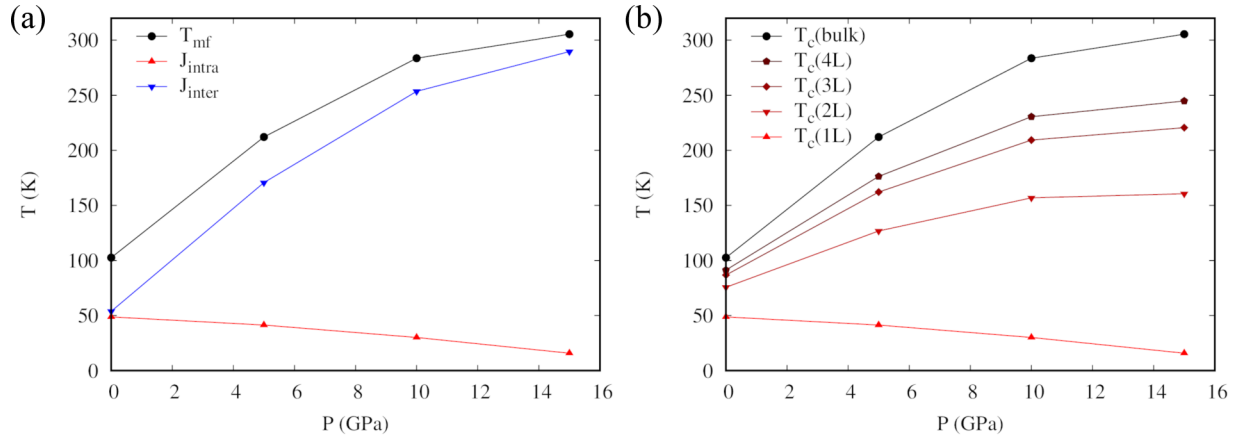 (a)
T_mf
J_intra
J_inter
300
250
200
150
100
50
0
T (K)
0 2 4 6 8 10 12 14 16
P (GPa)
(b)
T_c(bulk)
T_c(4L)
T_c(3L)
T_c(2L)
T_c(1L)
300
250
200
150
100
50
0
T (K)
0 2 4 6 8 10 12 14 16
P (GPa)